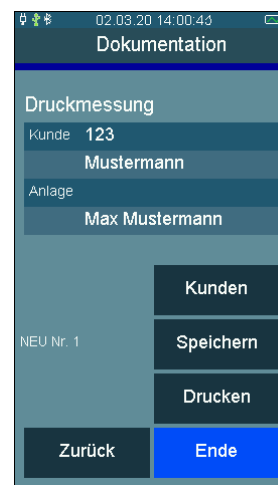 02.03.20 14:00:43
Dokumentation
Druckmessung
Kunde 123
Mustermann
Anlage
Max Mustermann
Kunden
NEU Nr. 1
Speichern
Drucken
Zurück
Ende